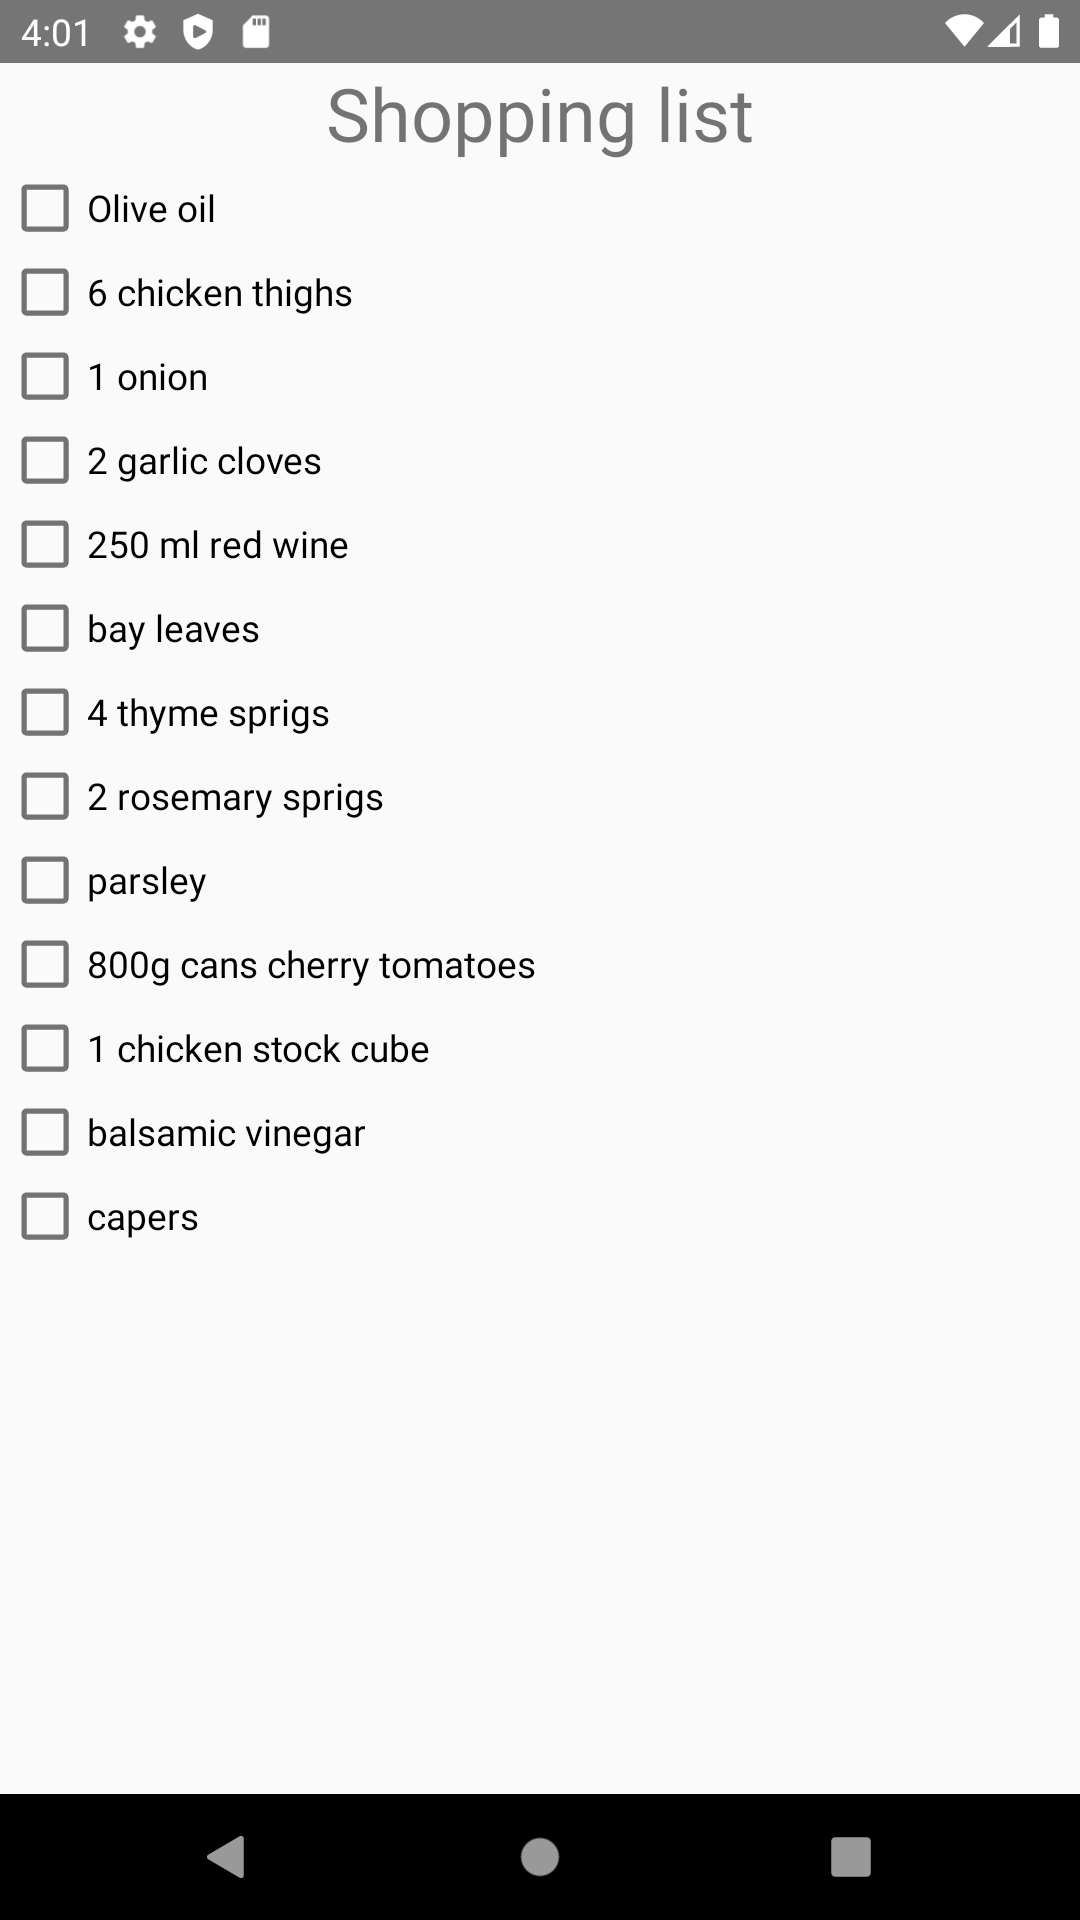 4:01
Shopping list
Olive oil
6 chicken thighs
1 onion
2 garlic cloves
250 ml red wine
bay leaves
4 thyme sprigs
2 rosemary sprigs
parsley
800g cans cherry tomatoes
1 chicken stock cube
balsamic vinegar
capers